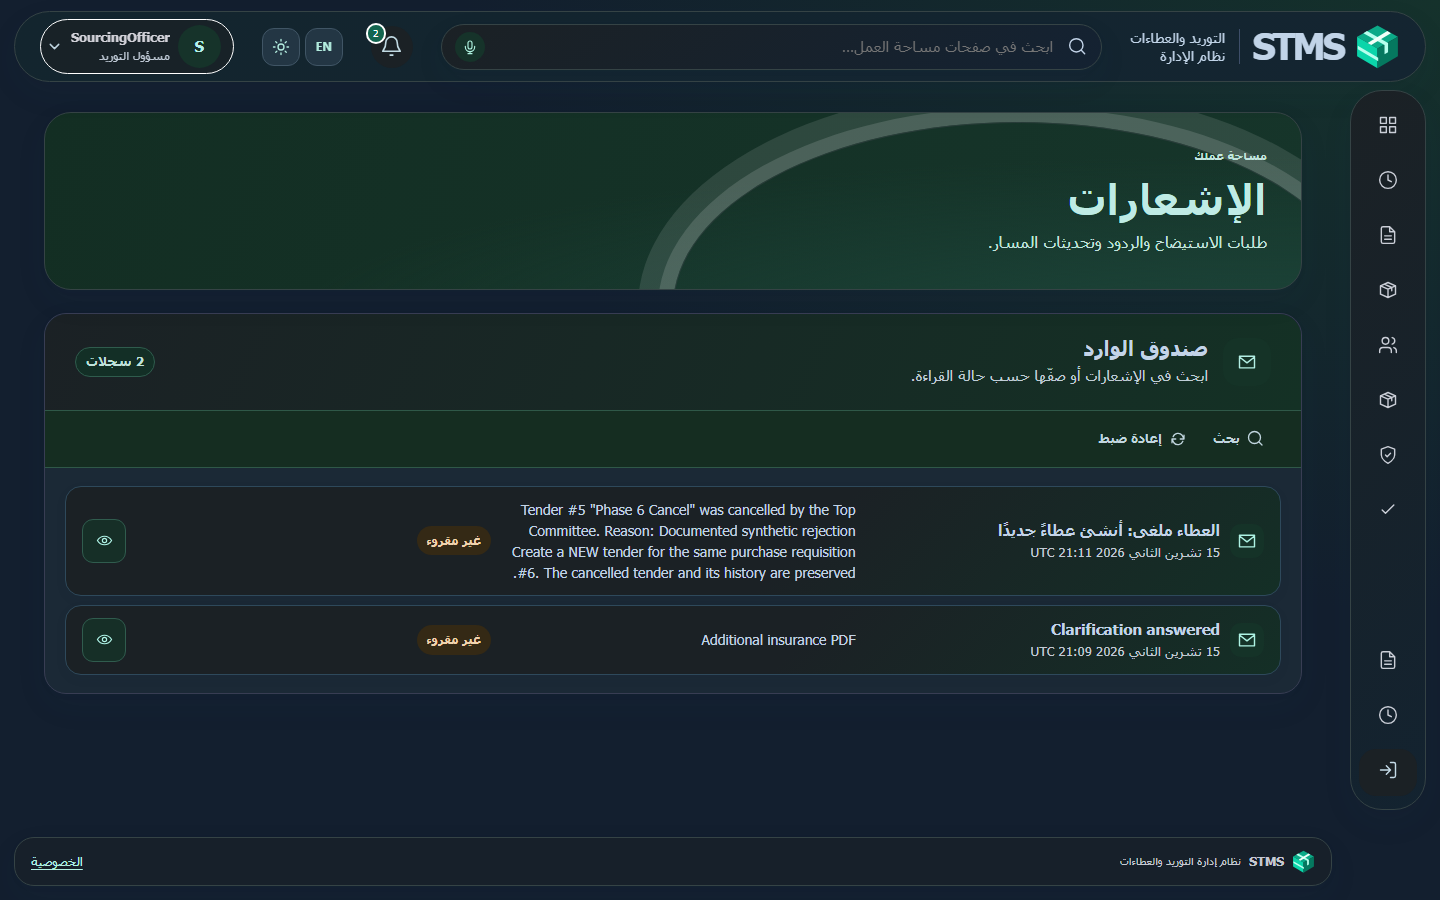 STMS
التوريد والعطاءات
نظام الإدارة
ابحث في صفحات مساحة العمل...
2
EN
S
SourcingOfficer
مسؤول التوريد
مساحة عملك
الإشعارات
طلبات الاستيضاح والردود وتحديثات المسار.
صندوق الوارد
ابحث في الإشعارات أو صفّها حسب حالة القراءة.
2 سجلات
بحث
إعادة ضبط
العطاء ملغى: أنشئ عطاءً جديدًا
15 تشرين الثاني 2026 21:11 UTC
Tender #5 "Phase 6 Cancel" was cancelled by the Top
Committee. Reason: Documented synthetic rejection
Create a NEW tender for the same purchase requisition
.#6. The cancelled tender and its history are preserved
غير مقروء
Clarification answered
15 تشرين الثاني 2026 21:09 UTC
Additional insurance PDF
غير مقروء
STMS
نظام إدارة التوريد والعطاءات
الخصوصية